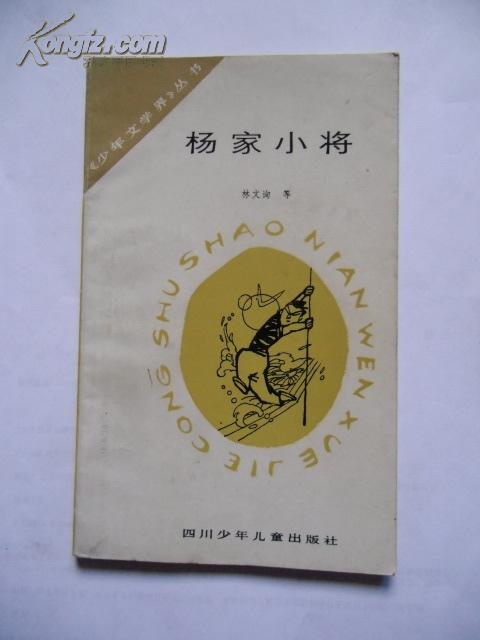 Kongfz.com
《少年文学界》丛书
杨家小将
林文询 等
SHAO NIAN WEN XUE JIE CONG SHU
四川少年儿童出版社